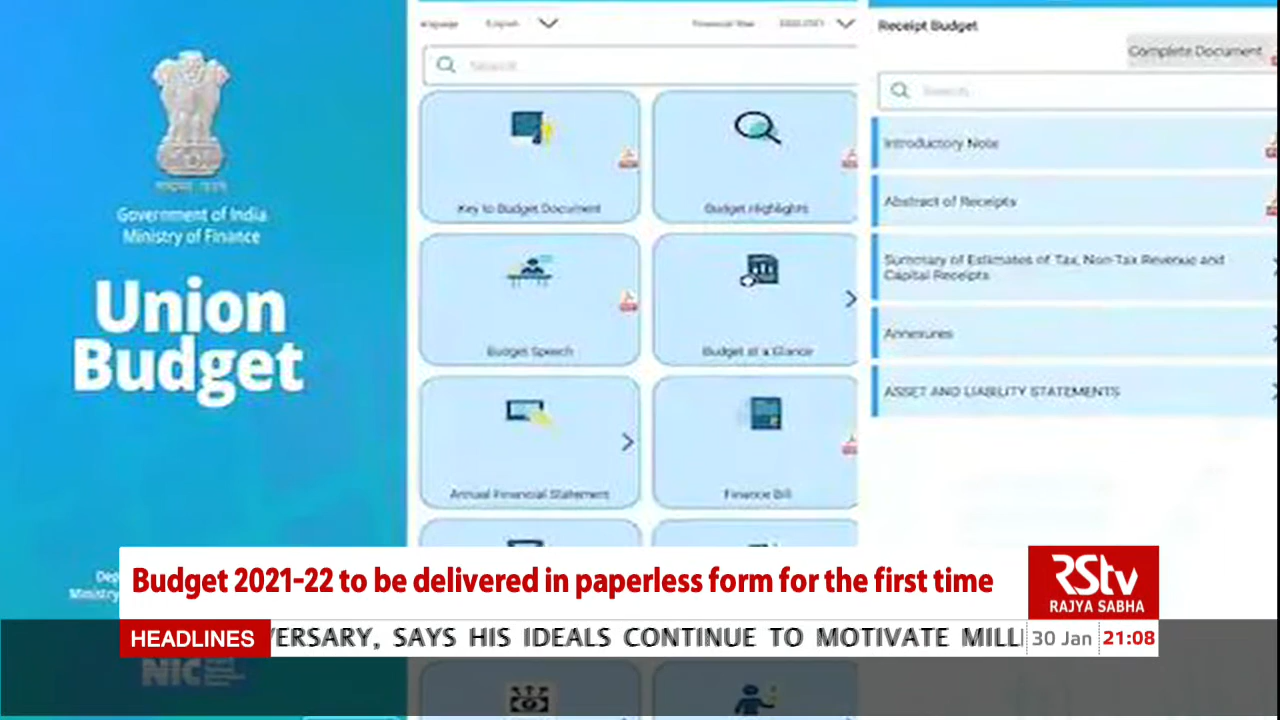 Government of India
Ministry of Finance
Union
Budget
English
Search
Key to Budget Document
Budget Highlights
Budget Speech
Budget at a Glance
Annual Financial Statement
Finance Bill
Receipt Budget
Complete Document
Search
Introductory Note
Abstract of Receipts
Summary of Estimates of Tax, Non-Tax Revenue and
Capital Receipts
Annexures
ASSET AND LIABILITY STATEMENTS
Budget 2021-22 to be delivered in paperless form for the first time
RSTV
RAJYA SABHA
HEADLINES
VERSARY, SAYS HIS IDEALS CONTINUE TO MOTIVATE MILLI
30 Jan
21:08
NIC